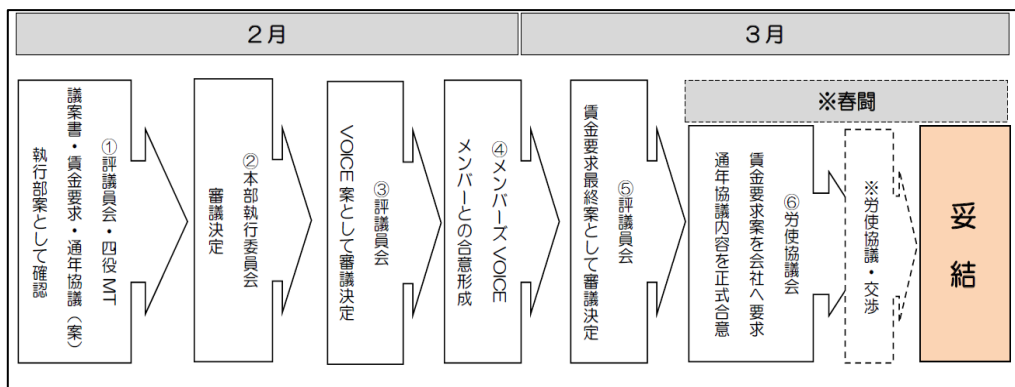 ２月
３月
①評議員会・四役MT
議案書・賃金要求・通年協議（案）
執行部案として確認
②本部執行委員会
審議決定
③評議員会
VOICE案として審議決定
④メンバーズVOICE
メンバーとの合意形成
⑤評議員会
賃金要求最終案として審議決定
※春闘
⑥労使協議会
賃金要求案を会社へ要求
通年協議内容を正式合意
※労使協議・交渉
妥結